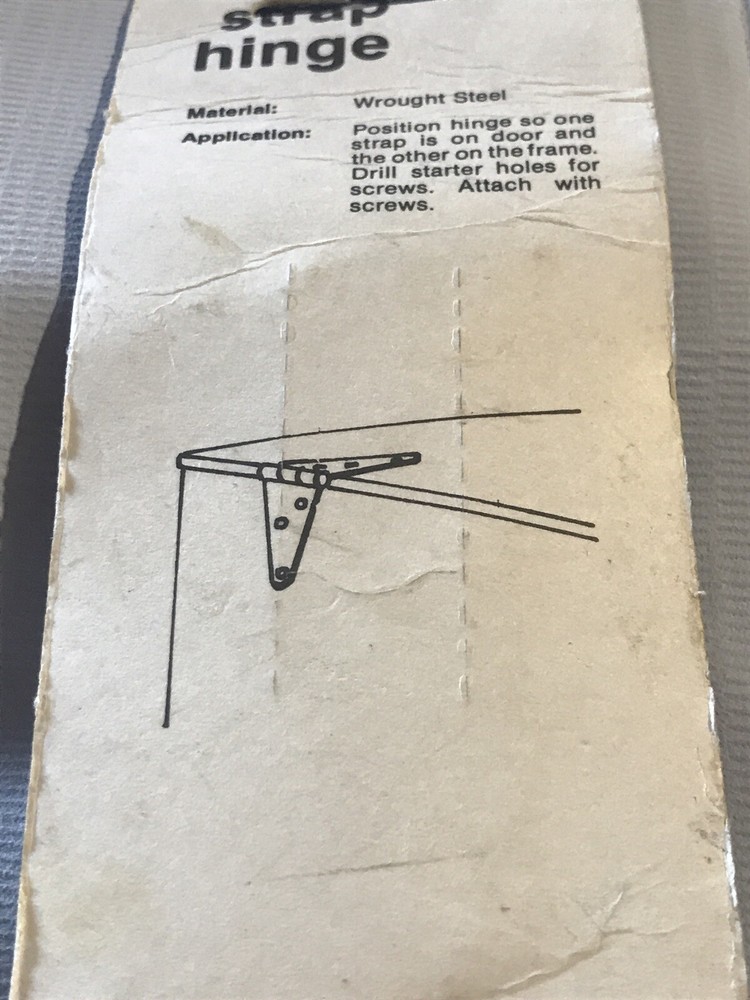 strap
hinge
Material: Wrought Steel
Application: Position hinge so one
strap is on door and
the other on the frame.
Drill starter holes for
screws. Attach with
screws.